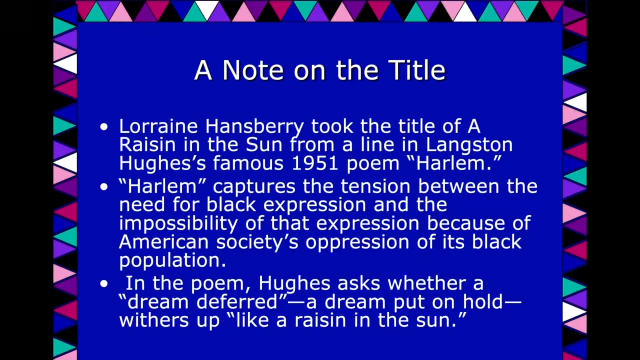 A Note on the Title
• Lorraine Hansberry took the title of A
Raisin in the Sun from a line in Langston
Hughes’s famous 1951 poem “Harlem.”
• “Harlem” captures the tension between the
need for black expression and the
impossibility of that expression because of
American society’s oppression of its black
population.
• In the poem, Hughes asks whether a
“dream deferred”—a dream put on hold—
withers up “like a raisin in the sun.”